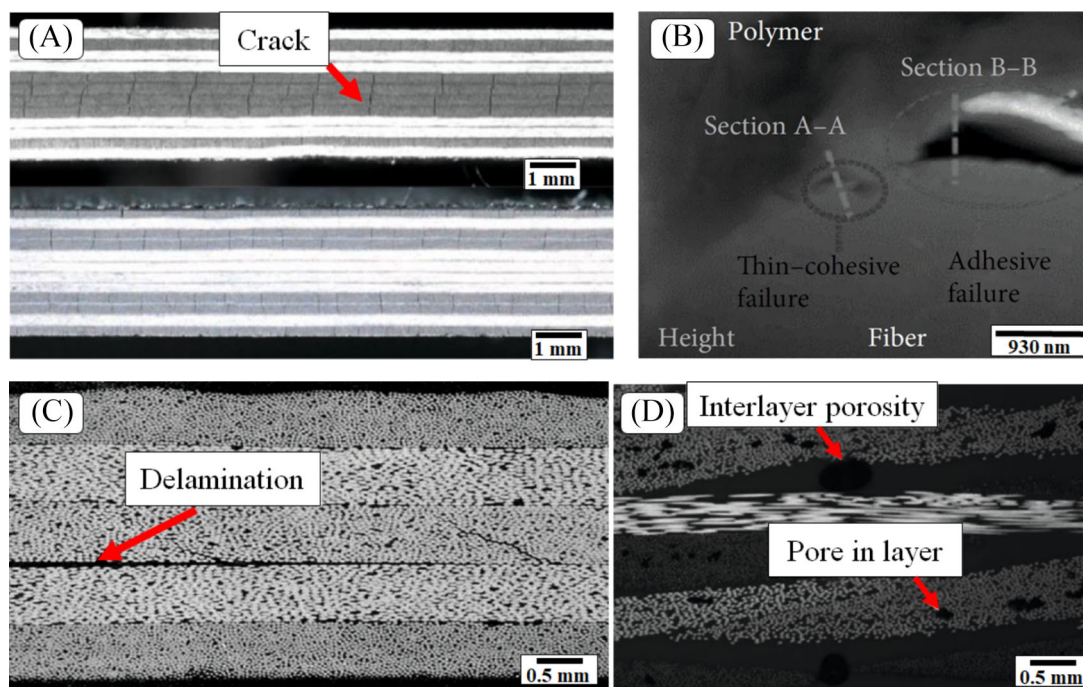 (A)
Crack
1 mm
1 mm
(B)
Polymer
Section B–B
Section A–A
Thin–cohesive
failure
Adhesive
failure
Height
Fiber
930 nm
(C)
Delamination
0.5 mm
(D)
Interlayer porosity
Pore in layer
0.5 mm